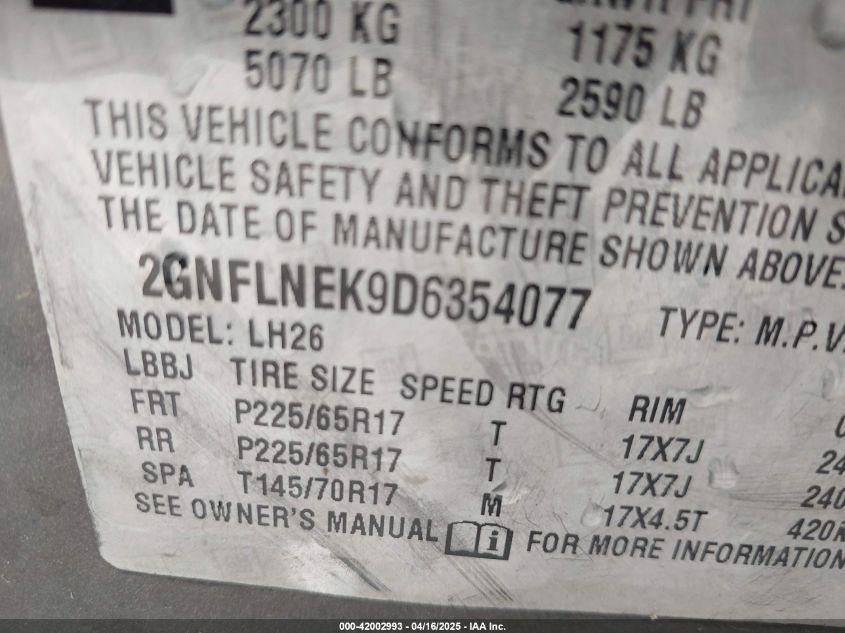 2300 KG
5070 LB
1175 KG
2590 LB
THIS VEHICLE CONFORMS TO ALL APPLICA
VEHICLE SAFETY AND THEFT PREVENTION S
THE DATE OF MANUFACTURE SHOWN ABOVE.
2GNFLNEK9D6354077
MODEL: LH26 TYPE: M.P.V.
LBBJ TIRE SIZE SPEED RTG RIM
FRT P225/65R17 T 17X7J 24
RR P225/65R17 T 17X7J 240
SPA T145/70R17 M 17X4.5T 420
SEE OWNER'S MANUAL i FOR MORE INFORMATION
000-42002993 - 04/16/2025 - IAA Inc.